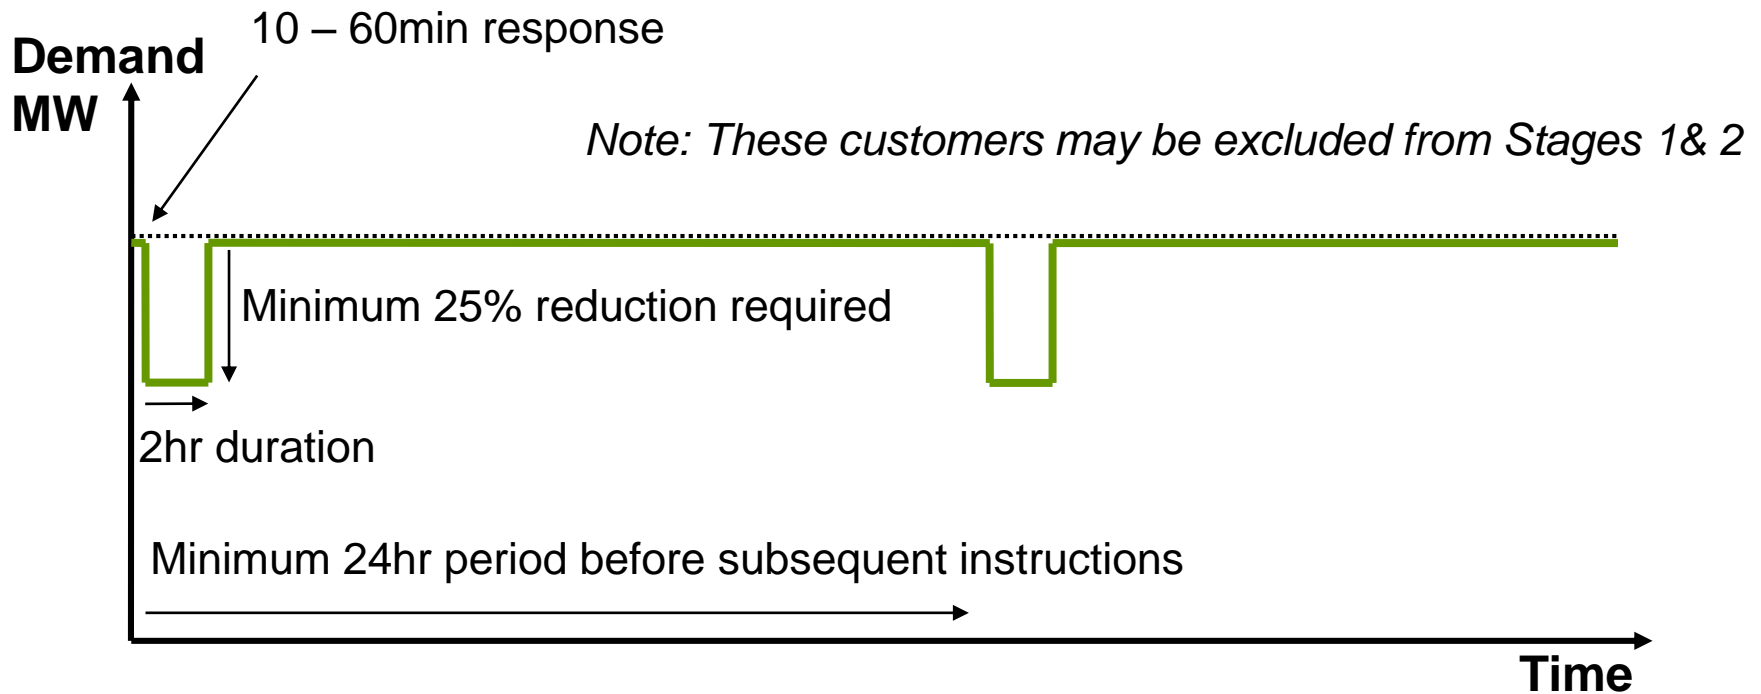 10 – 60min response
Demand
MW
Note: These customers may be excluded from Stages 1& 2
Minimum 25% reduction required
2hr duration
Minimum 24hr period before subsequent instructions
Time